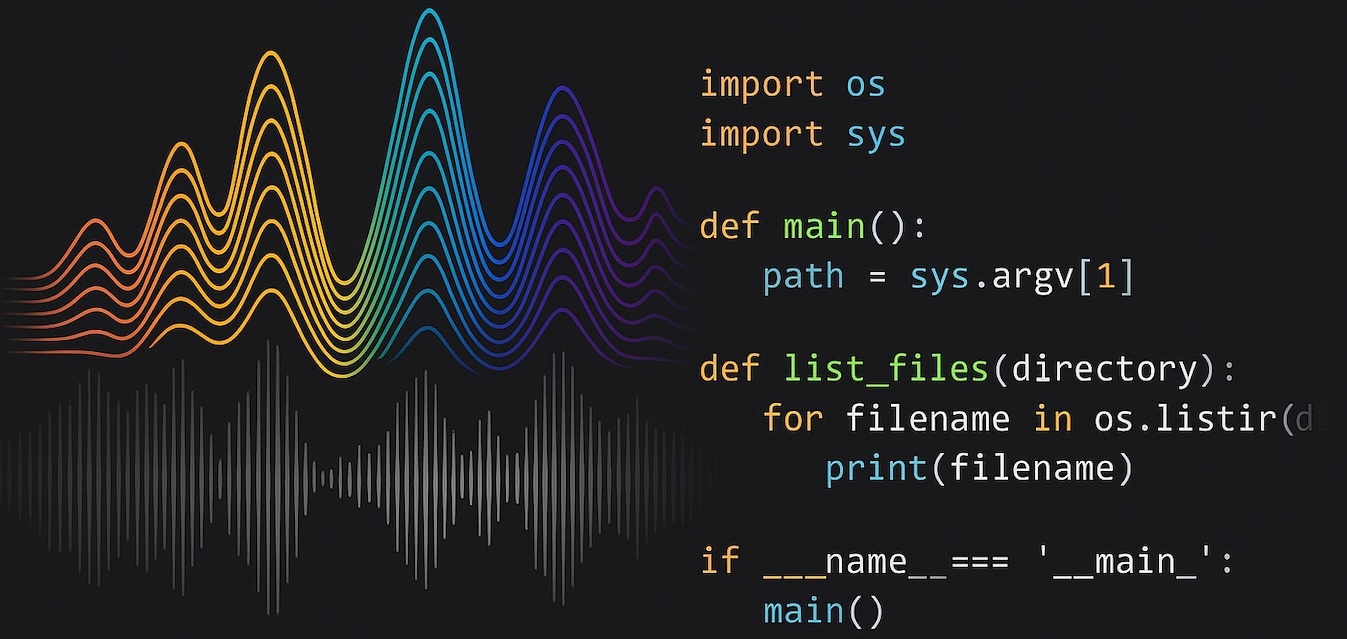 import os
import sys
def main():
path = sys.argv[1]
def list_files(directory):
for filename in os.listir(
print(filename)
if ___name__=== '__main_':
main()